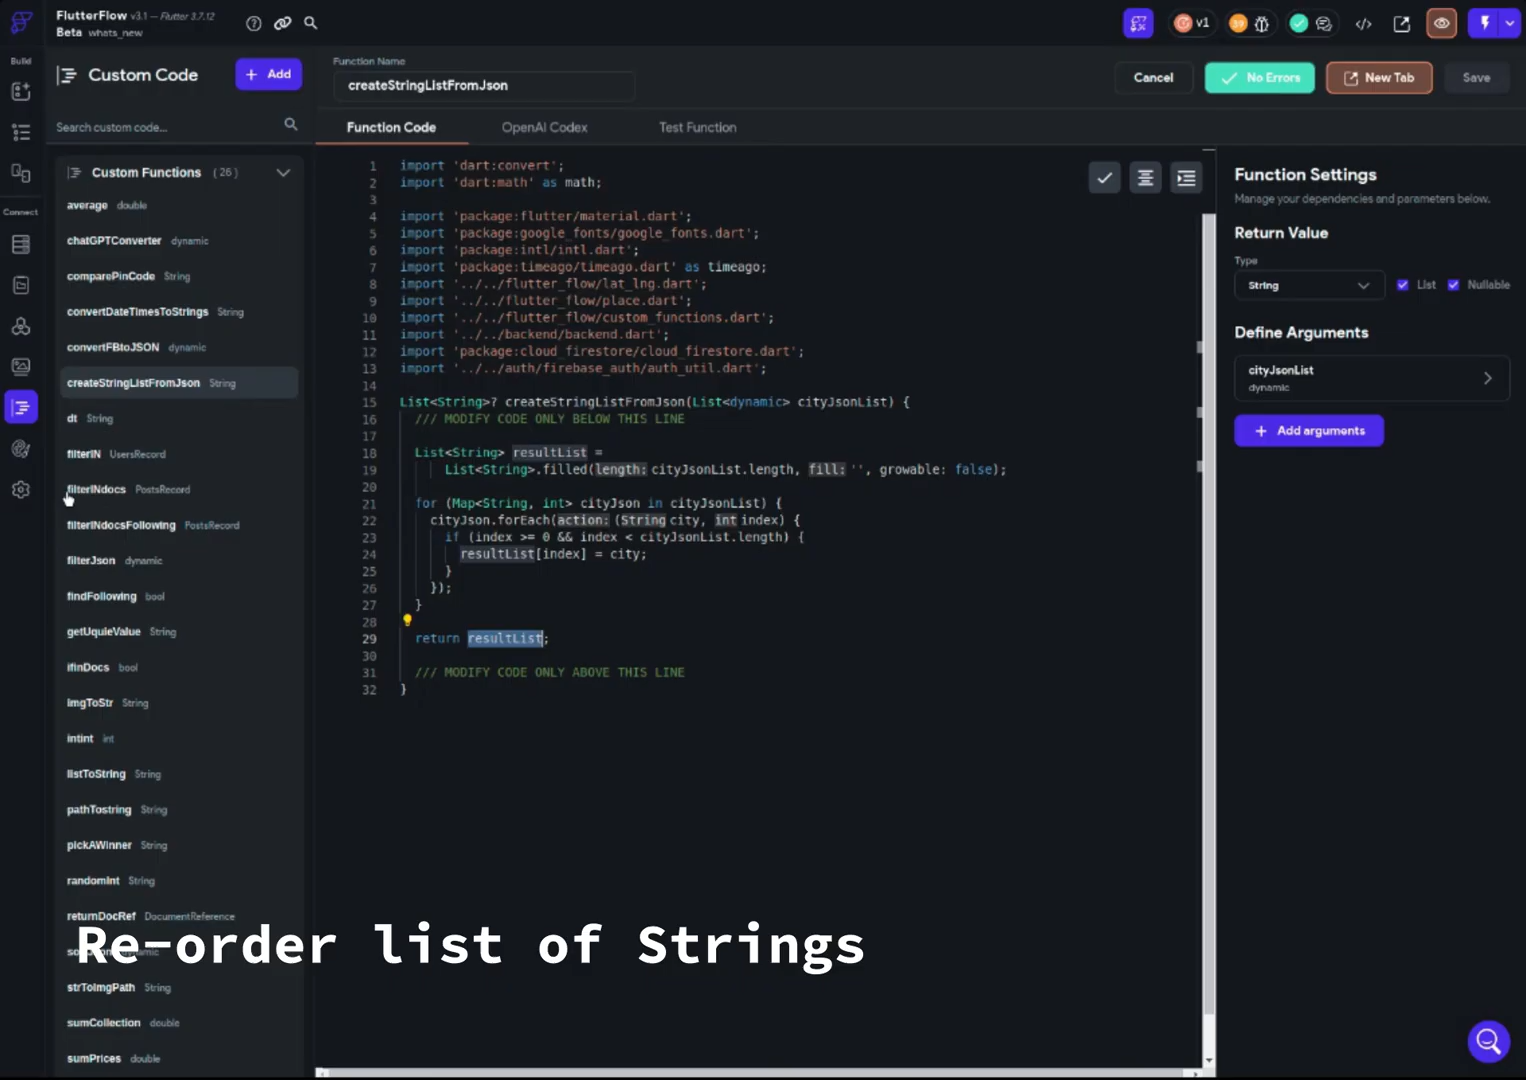 FlutterFlow v3.1 — Flutter 3.7.12
Beta whats_new
v1
39
Build
Connect
Custom Code
+ Add
Search custom code...
Custom Functions (26)
average double
chatGPTConverter dynamic
comparePinCode String
convertDateTimesToStrings String
convertFBtoJSON dynamic
createStringListFromJson String
dt String
filterIN UsersRecord
filterINdocs PostsRecord
filterINdocsFollowing PostsRecord
filterJson dynamic
findFollowing bool
getUquieValue String
ifinDocs bool
imgToStr String
intint int
listToString String
pathTostring String
pickAWinner String
randomInt String
returnDocRef DocumentReference
strToImgPath String
sumCollection double
sumPrices double
Function Name
createStringListFromJson
Cancel
No Errors
New Tab
Save
Function Code
OpenAI Codex
Test Function
1 import 'dart:convert';
2 import 'dart:math' as math;
3
4 import 'package:flutter/material.dart';
5 import 'package:google_fonts/google_fonts.dart';
6 import 'package:intl/intl.dart';
7 import 'package:timeago/timeago.dart' as timeago;
8 import '../../flutter_flow/lat_lng.dart';
9 import '../../flutter_flow/place.dart';
10 import '../../flutter_flow/custom_functions.dart';
11 import '../../backend/backend.dart';
12 import 'package:cloud_firestore/cloud_firestore.dart';
13 import '../../auth/firebase_auth/auth_util.dart';
14
15 List<String>? createStringListFromJson(List<dynamic> cityJsonList) {
16 /// MODIFY CODE ONLY BELOW THIS LINE
17
18 List<String> resultList =
19 List<String>.filled(length: cityJsonList.length, fill: '', growable: false);
20
21 for (Map<String, int> cityJson in cityJsonList) {
22 cityJson.forEach(action: (String city, int index) {
23 if (index >= 0 && index < cityJsonList.length) {
24 resultList[index] = city;
25 }
26 });
27 }
28
29 return resultList;
30
31 /// MODIFY CODE ONLY ABOVE THIS LINE
32 }
Function Settings
Manage your dependencies and parameters below.
Return Value
Type
String
List
Nullable
Define Arguments
cityJsonList
dynamic
+ Add arguments
Re-order list of Strings